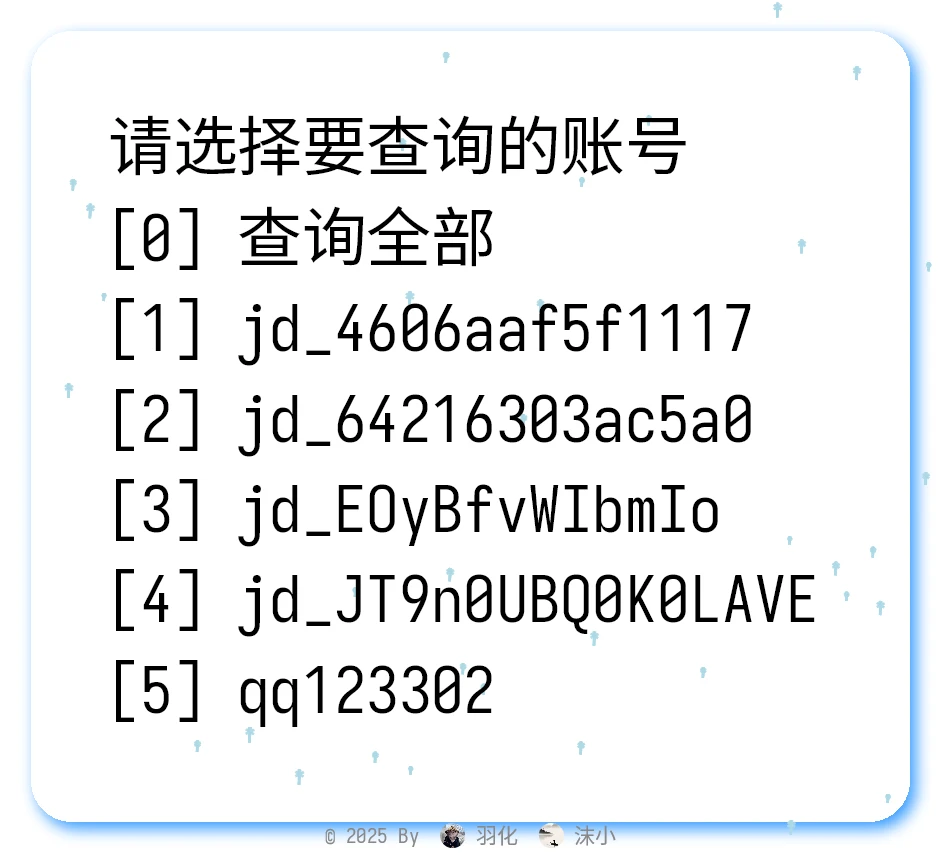 请选择要查询的账号
[0] 查询全部
[1] jd_4606aaf5f1117
[2] jd_64216303ac5a0
[3] jd_EOyBfvWIbmIo
[4] jd_JT9n0UBQ0K0LAVE
[5] qq123302
© 2025 By 羽化 沫小